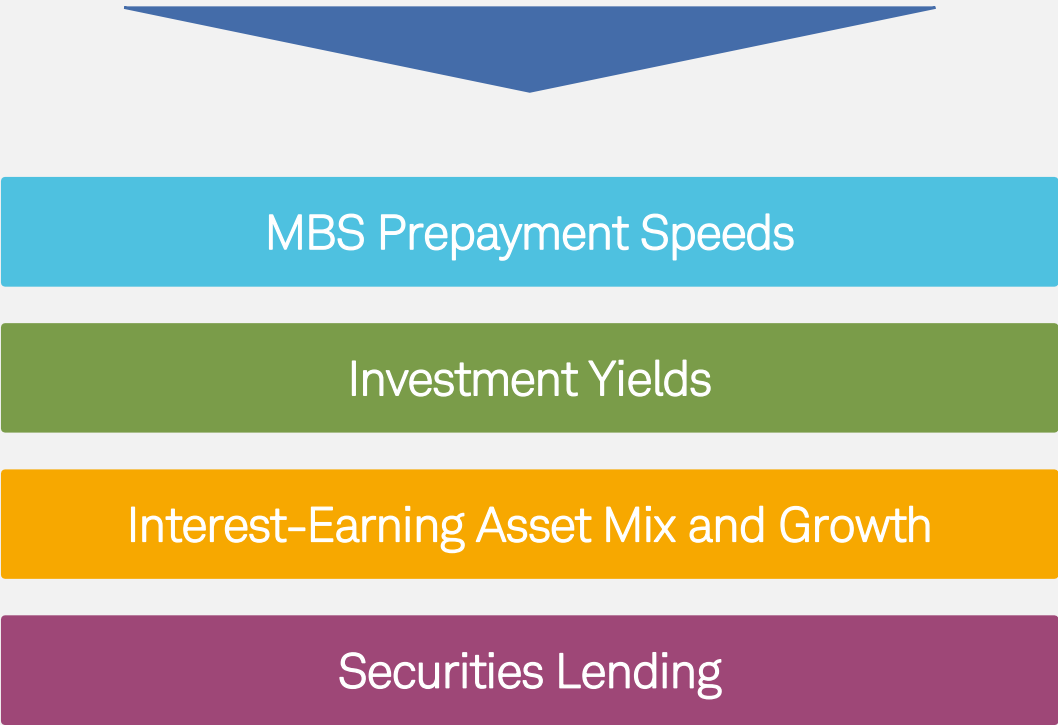 MBS Prepayment Speeds
Investment Yields
Interest-Earning Asset Mix and Growth
Securities Lending